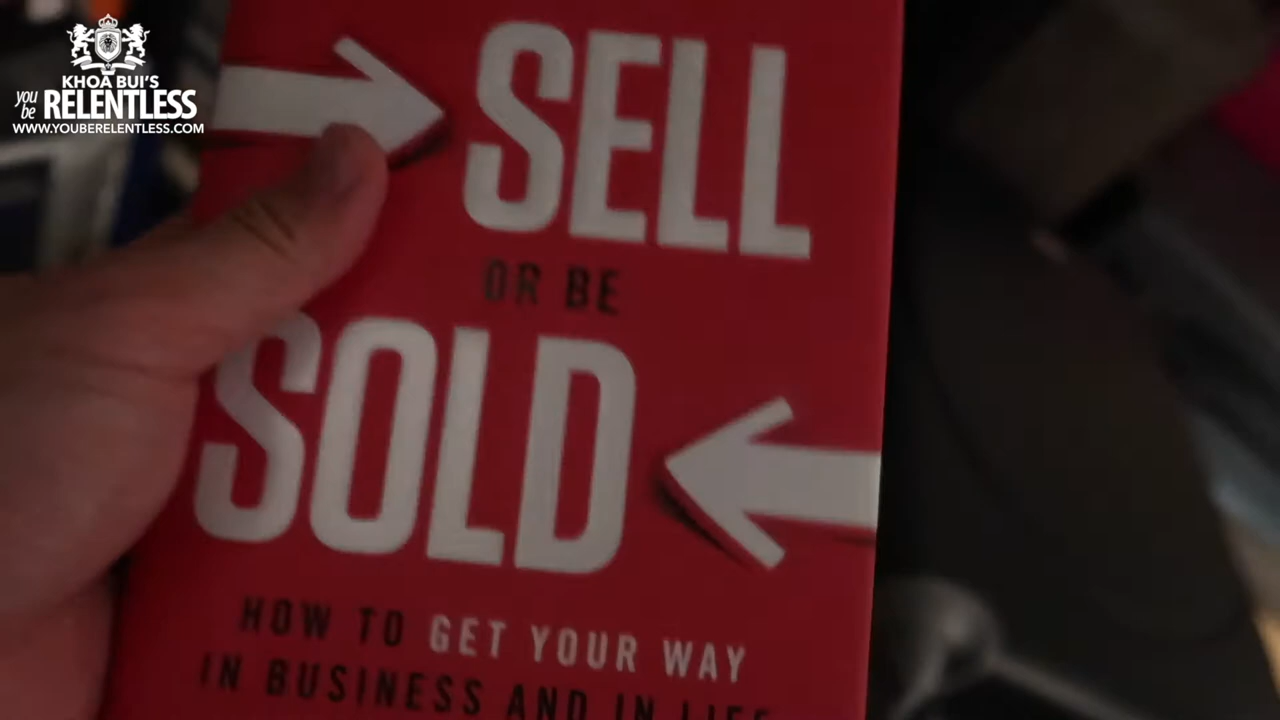 KHOA BUI'S
you be RELENTLESS
WWW.YOUBERELENTLESS.COM
SELL
OR BE
SOLD
HOW TO GET YOUR WAY
IN BUSINESS AND IN LIFE